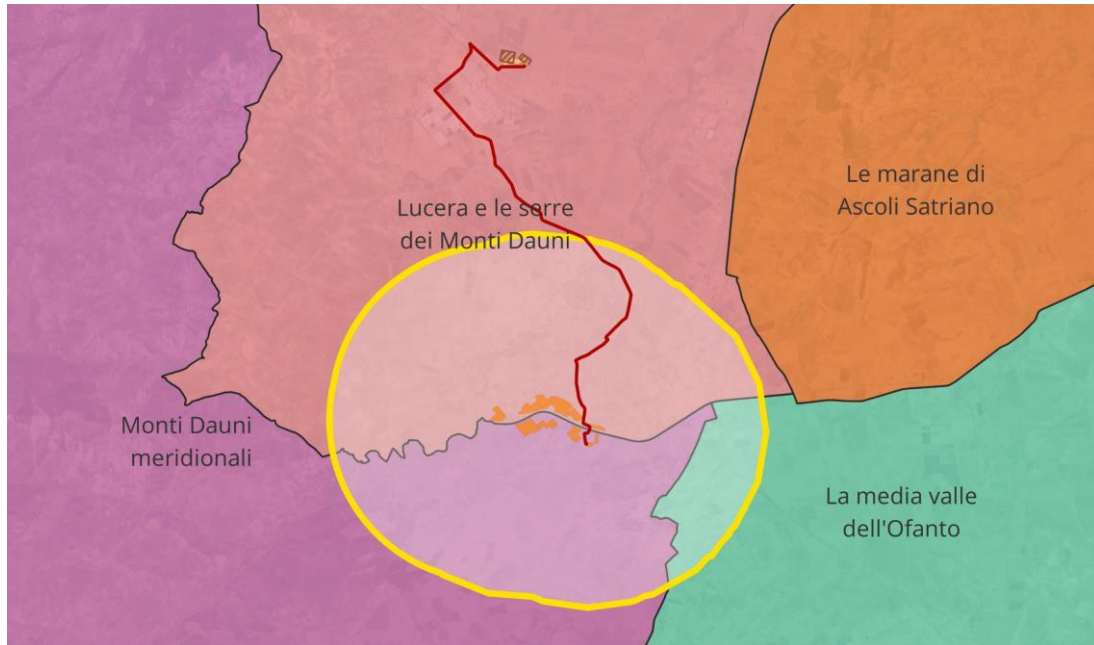 Le marane di
Ascoli Satriano
Lucera e le serre
dei Monti Dauni
Monti Dauni
meridionali
La media valle
dell'Ofanto